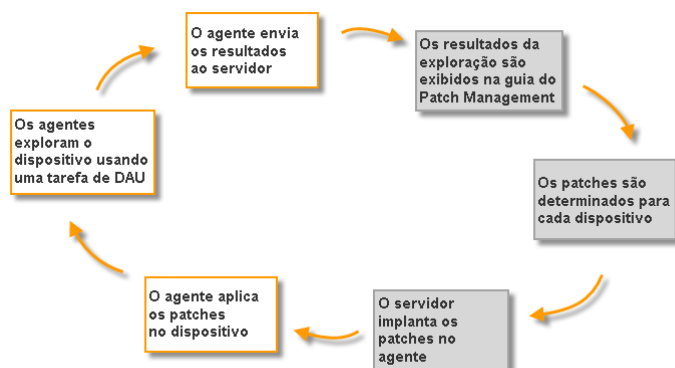 O agente envia
os resultados
ao servidor
Os resultados da
exploração são
exibidos na guia do
Patch Management
Os patches são
determinados para
cada dispositivo
O servidor
implanta os
patches no
agente
O agente aplica
os patches
no dispositivo
Os agentes
exploram o
dispositivo usando
uma tarefa de DAU